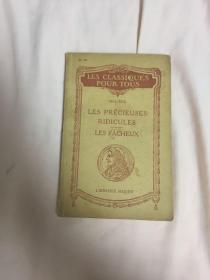 LES CLASSIQUES
POUR TOUS
MOLIÈRE
LES PRÉCIEUSES
RIDICULES
LES FÂCHEUX
LIBRAIRIE HATIER